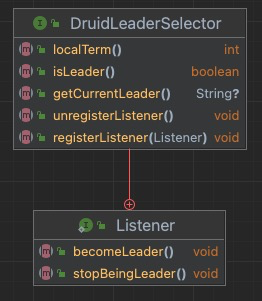 DruidLeaderSelector
localTerm() int
isLeader() boolean
getCurrentLeader() String?
unregisterListener() void
registerListener(Listener) void
Listener
becomeLeader() void
stopBeingLeader() void